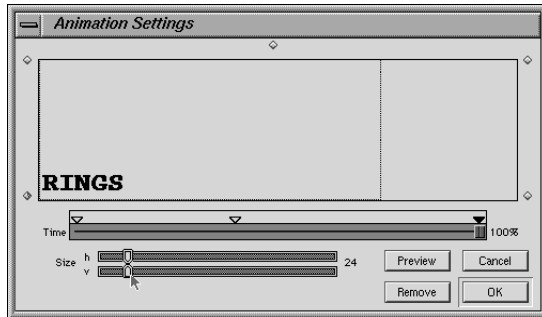 Animation Settings
RINGS
Time 100%
Size h 24
v
Preview Cancel
Remove OK